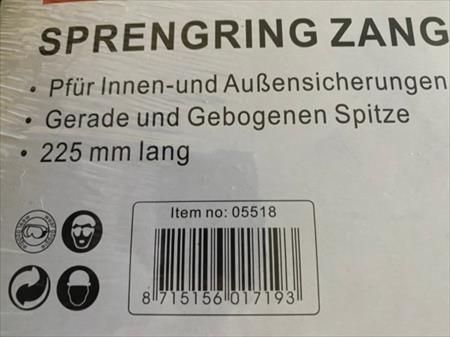 SPRENGRING ZANG
• Pfür Innen-und Außensicherungen
• Gerade und Gebogenen Spitze
• 225 mm lang
Item no: 05518
8 715156 017193